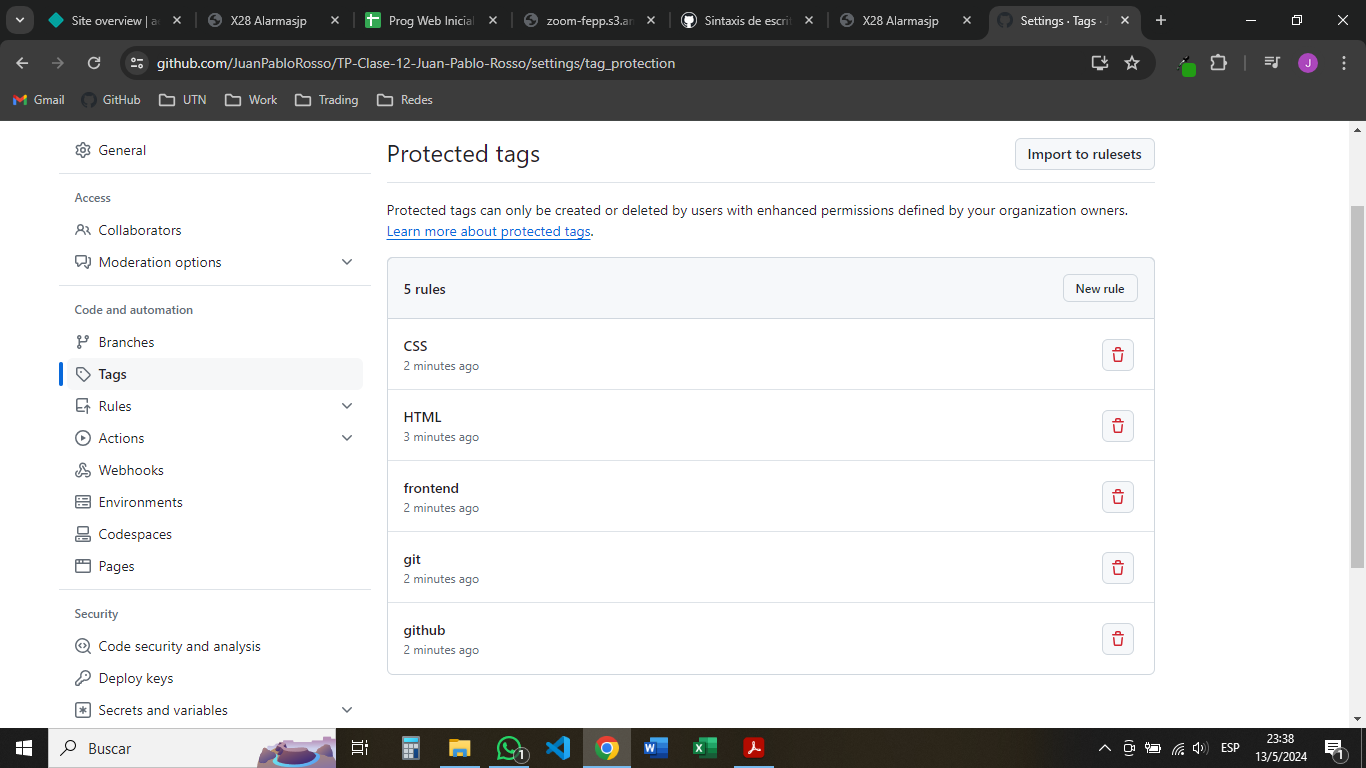 Site overview | a
X28 Alarmasjp
Prog Web Inicial
zoom-fepp.s3.am
Sintaxis de escrit
X28 Alarmasjp
Settings · Tags · J
github.com/JuanPabloRosso/TP-Clase-12-Juan-Pablo-Rosso/settings/tag_protection
J
Gmail
GitHub
UTN
Work
Trading
Redes
General
Access
Collaborators
Moderation options
Code and automation
Branches
Tags
Rules
Actions
Webhooks
Environments
Codespaces
Pages
Security
Code security and analysis
Deploy keys
Secrets and variables
Protected tags
Import to rulesets
Protected tags can only be created or deleted by users with enhanced permissions defined by your organization owners.
Learn more about protected tags.
5 rules
New rule
CSS
2 minutes ago
HTML
3 minutes ago
frontend
2 minutes ago
git
2 minutes ago
github
2 minutes ago
Buscar
1
ESP
23:38
13/5/2024
1